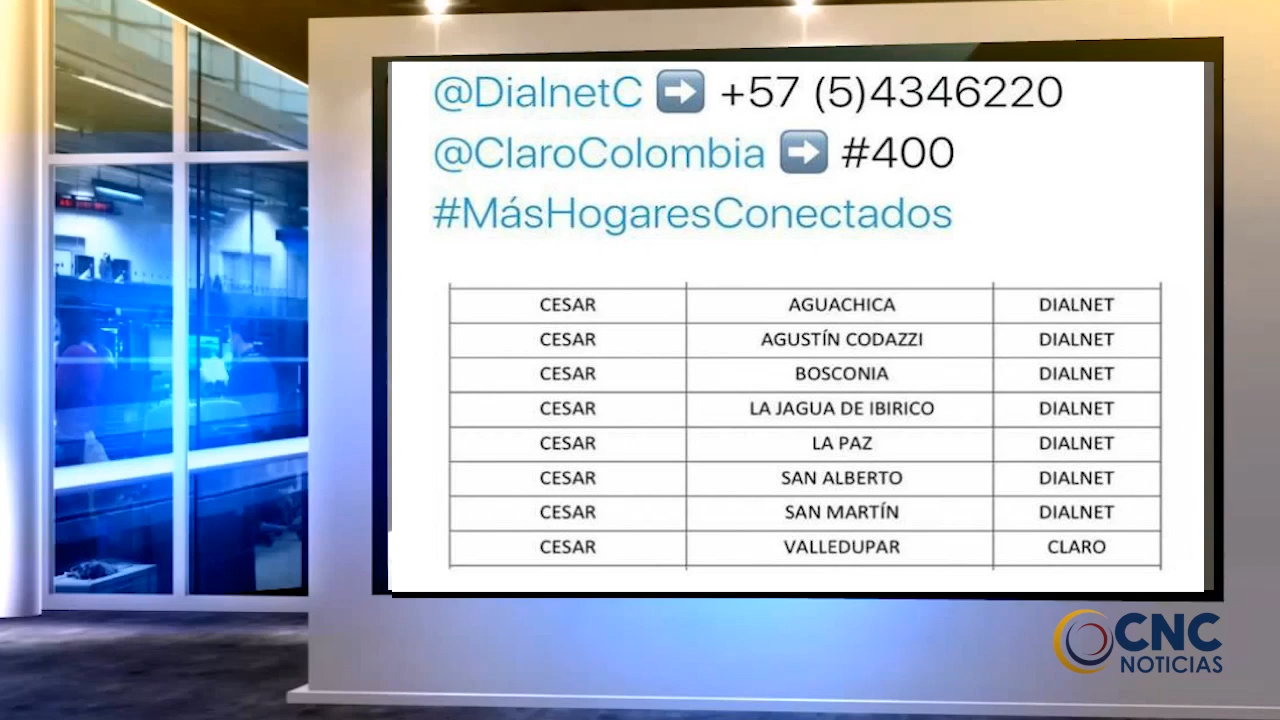 @DialnetC ➡ +57 (5)4346220
@ClaroColombia ➡ #400
#MásHogaresConectados
CESAR AGUACHICA DIALNET
CESAR AGUSTÍN CODAZZI DIALNET
CESAR BOSCONIA DIALNET
CESAR LA JAGUA DE IBIRICO DIALNET
CESAR LA PAZ DIALNET
CESAR SAN ALBERTO DIALNET
CESAR SAN MARTÍN DIALNET
CESAR VALLEDUPAR CLARO
CNC
NOTICIAS